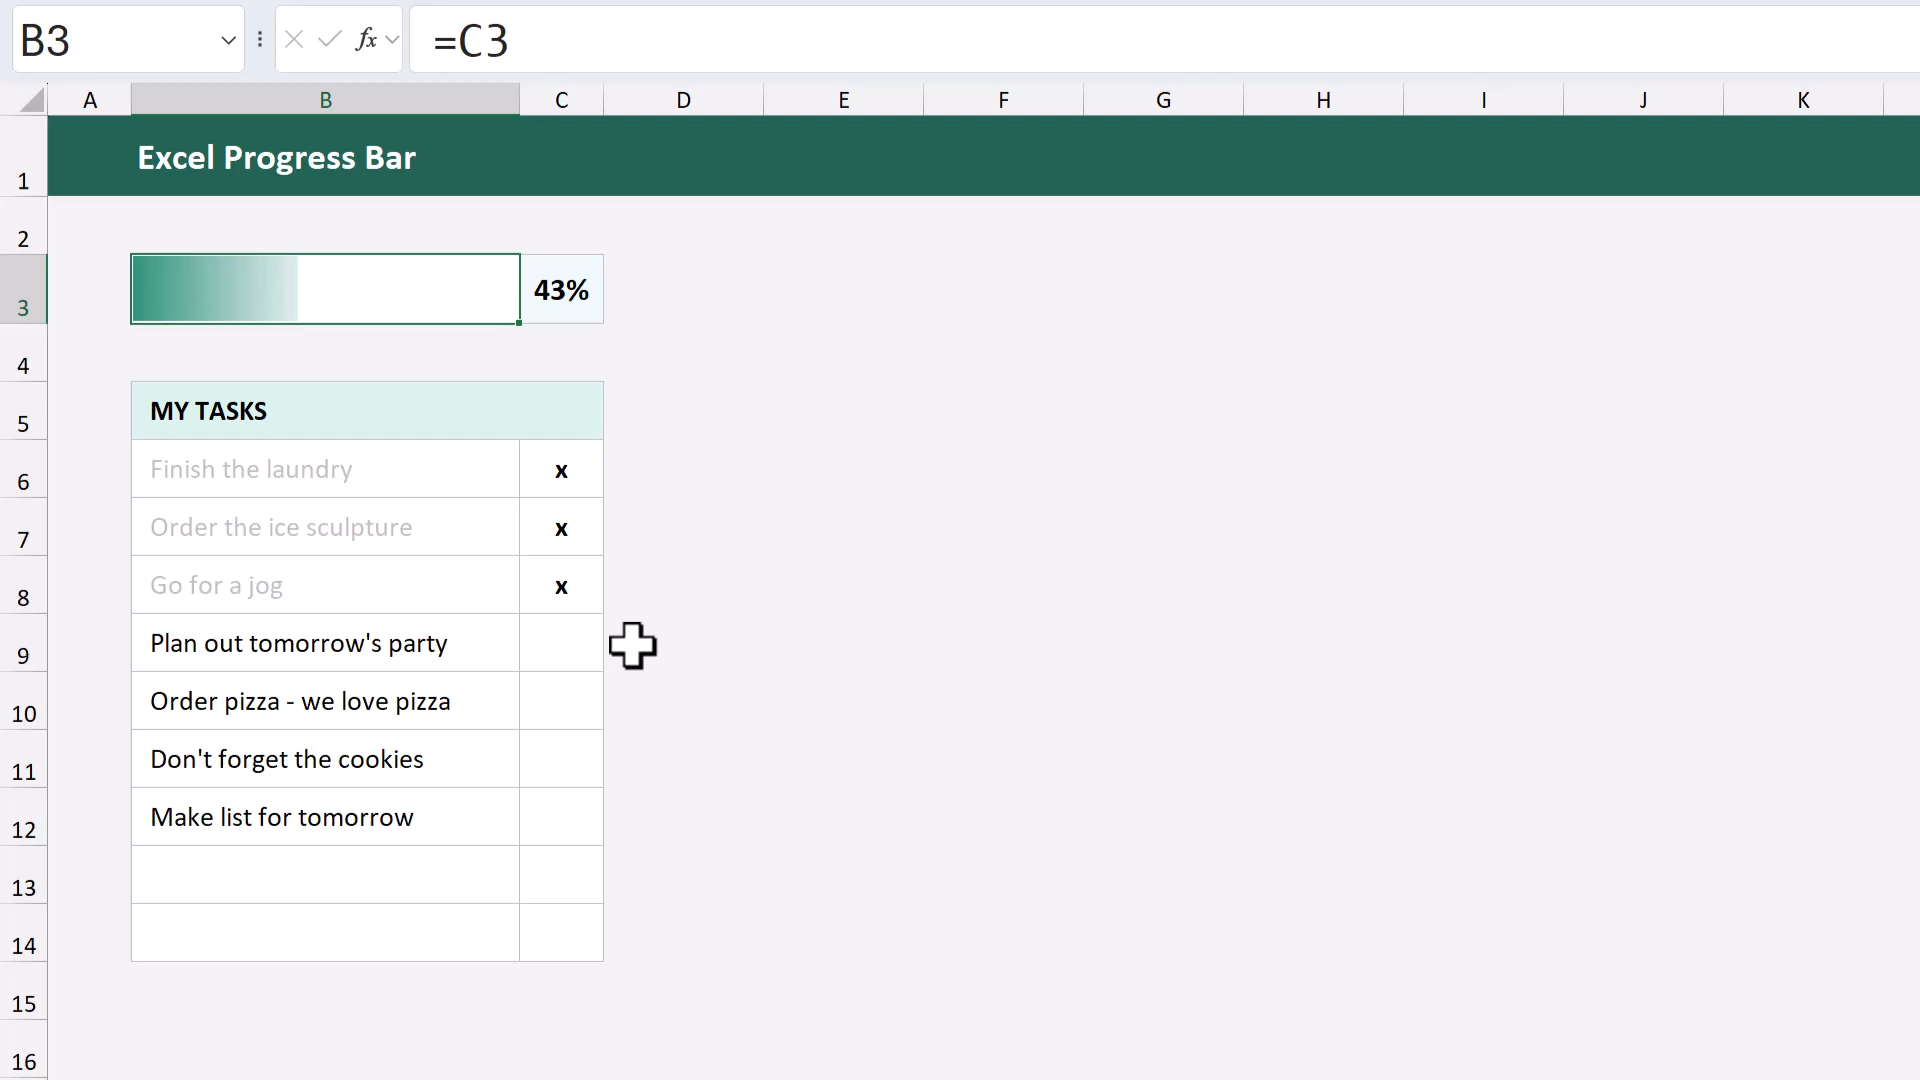 B3 fx =C3
A B C D E F G H I J K
1 Excel Progress Bar
2
3 43%
4
5 MY TASKS
6 Finish the laundry x
7 Order the ice sculpture x
8 Go for a jog x
9 Plan out tomorrow's party
10 Order pizza - we love pizza
11 Don't forget the cookies
12 Make list for tomorrow
13
14
15
16